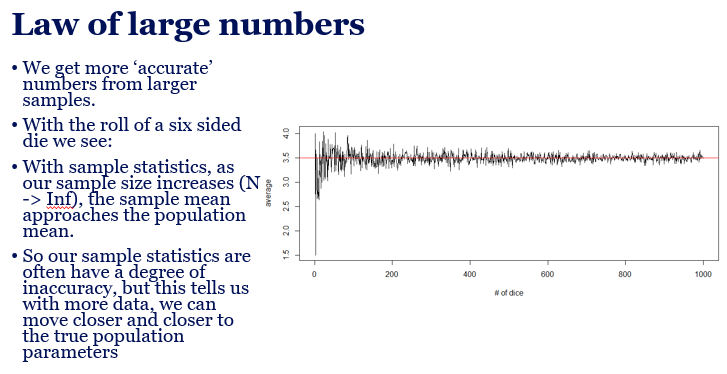 Law of large numbers
• We get more ‘accurate’
numbers from larger
samples.
• With the roll of a six sided
die we see:
• With sample statistics, as
our sample size increases (N
-> Inf), the sample mean
approaches the population
mean.
• So our sample statistics are
often have a degree of
inaccuracy, but this tells us
with more data, we can
move closer and closer to
the true population
parameters
average
4.0
3.5
3.0
2.5
2.0
1.5
0 200 400 600 800 1000
# of dice